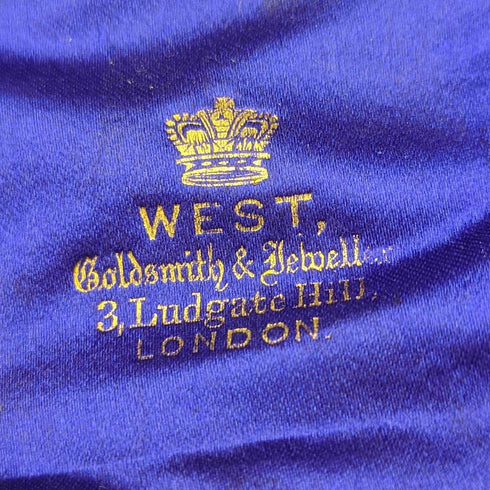 WEST,
Goldsmith & Jeweller
3, Ludgate Hill,
LONDON.